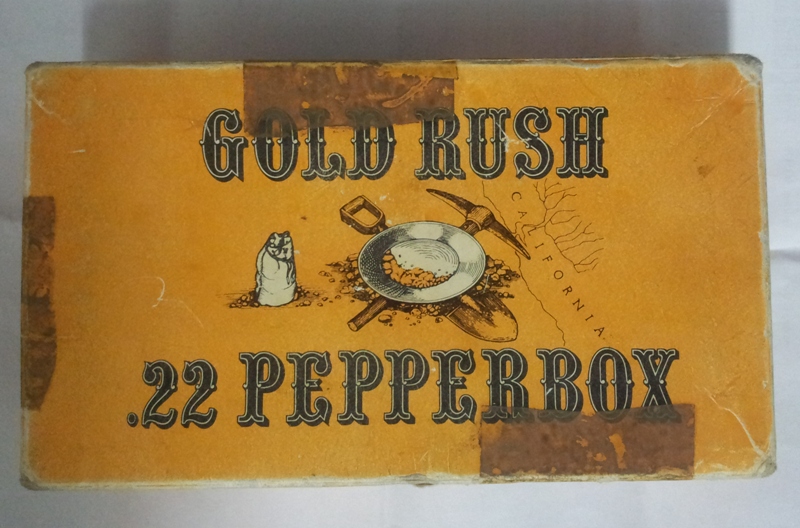 GOLD RUSH
CALIFORNIA
.22 PEPPERBOX